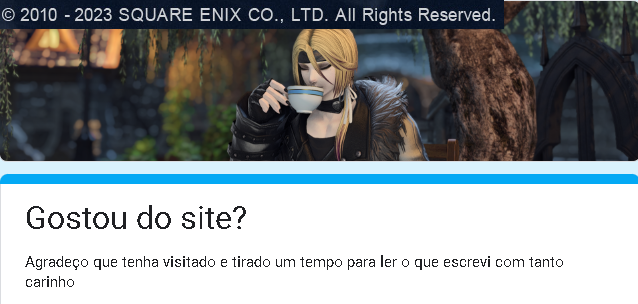 © 2010 - 2023 SQUARE ENIX CO., LTD. All Rights Reserved.
Gostou do site?
Agradeço que tenha visitado e tirado um tempo para ler o que escrevi com tanto
carinho